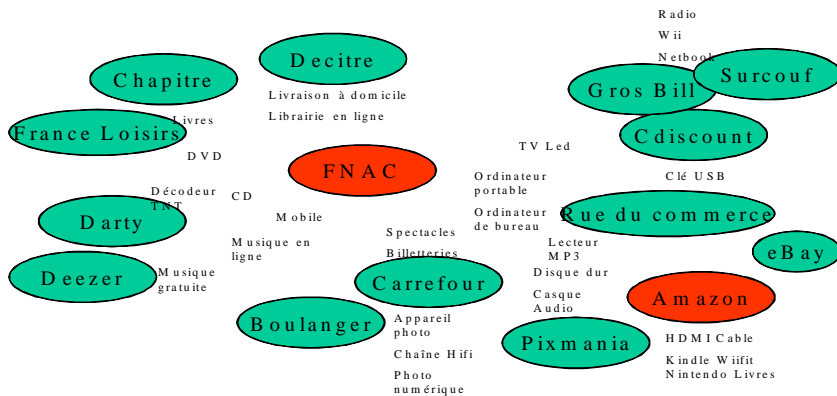 Radio
Wii
Netbook
Decitre
Surcouf
Chapitre
Gros Bill
Livraison à domicile
Librairie en ligne
Livres
France Loisirs
Cdiscount
TV Led
DVD
FNAC
Ordinateur
portable
Clé USB
Décodeur
TNT
CD
Mobile
Ordinateur
de bureau
Rue du commerce
Darty
Spectacles
Billetteries
Musique en
ligne
Lecteur
MP3
eBay
Deezer
Musique
gratuite
Carrefour
Disque dur
Casque
Audio
Amazon
Boulanger
Appareil
photo
Chaîne Hifi
Photo
numérique
Pixmania
HDMI Cable
Kindle Wiifit
Nintendo Livres